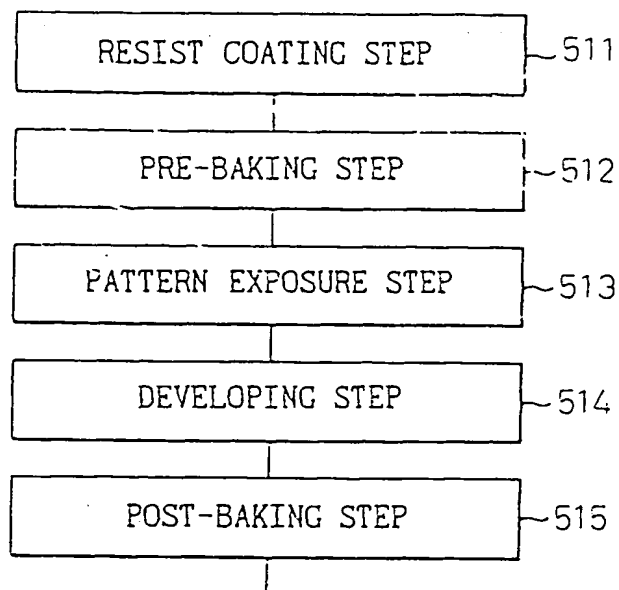 RESIST COATING STEP 511
PRE-BAKING STEP 512
PATTERN EXPOSURE STEP 513
DEVELOPING STEP 514
POST-BAKING STEP 515